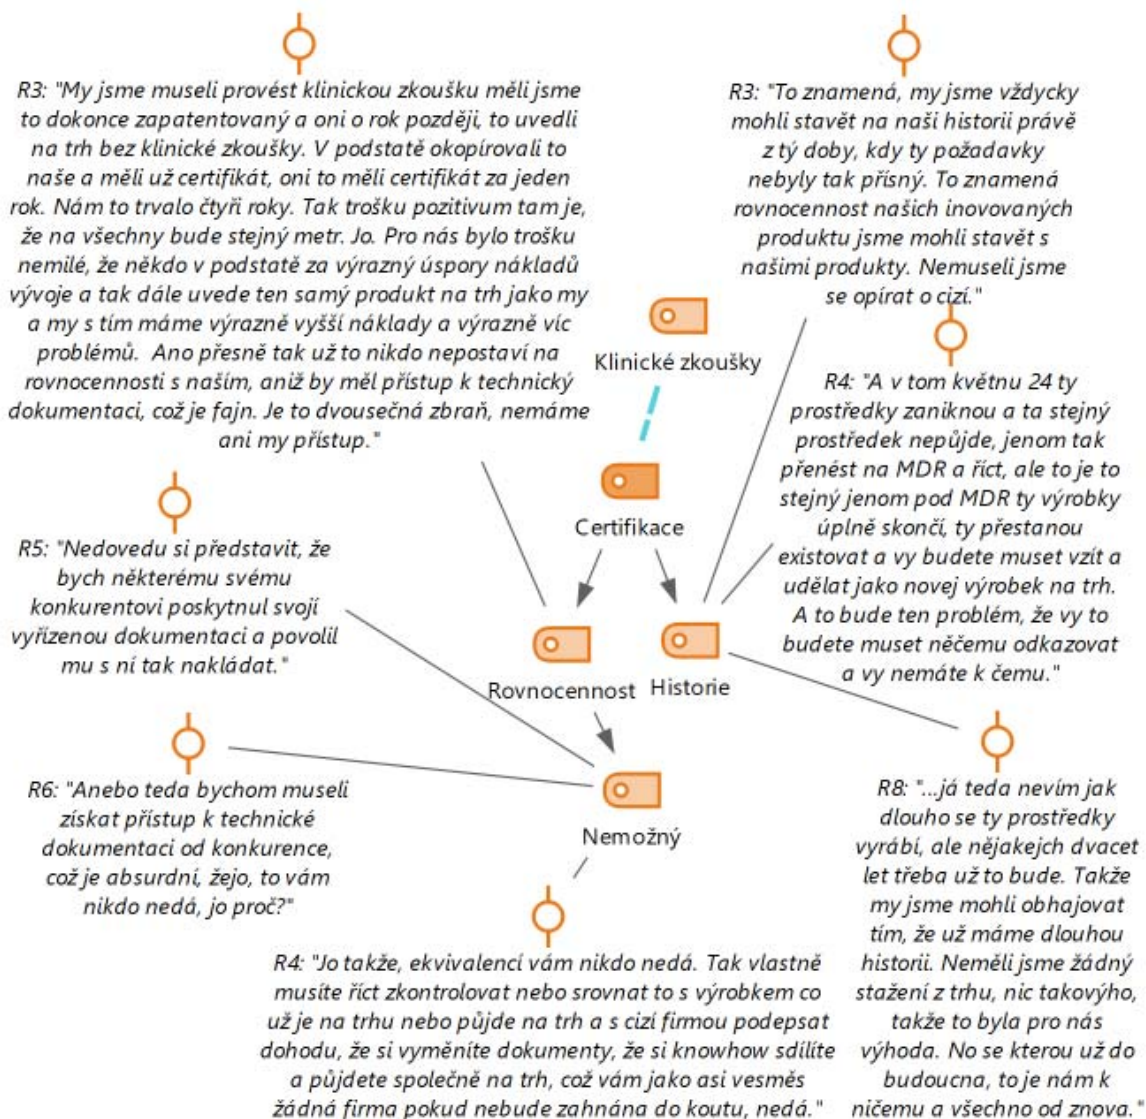 R3: "My jsme museli provést klinickou zkoušku měli jsme
to dokonce zapatentovaný a oni o rok později, to uvedli
na trh bez klinické zkoušky. V podstatě okopírovali to
naše a měli už certifikát, oni to měli certifikát za jeden
rok. Nám to trvalo čtyři roky. Tak trošku pozitivum tam je,
že na všechny bude stejný metr. Jo. Pro nás bylo trošku
nemilé, že někdo v podstatě za výrazný úspory nákladů
vývoje a tak dále uvede ten samý produkt na trh jako my
a my s tím máme výrazně vyšší náklady a výrazně víc
problémů. Ano přesně tak už to nikdo nepostaví na
rovnocennosti s naším, aniž by měl přístup k technický
dokumentaci, což je fajn. Je to dvousečná zbraň, nemáme
ani my přístup."
R3: "To znamená, my jsme vždycky
mohli stavět na naši historii právě
z tý doby, kdy ty požadavky
nebyly tak přísný. To znamená
rovnocennost našich inovovaných
produktu jsme mohli stavět s
našimi produkty. Nemuseli jsme
se opírat o cizí."
Klinické zkoušky
R4: "A v tom květnu 24 ty
prostředky zaniknou a ta stejný
prostředek nepůjde, jenom tak
přenést na MDR a říct, ale to je to
stejný jenom pod MDR ty výrobky
úplně skončí, ty přestanou
existovat a vy budete muset vzít a
udělat jako novej výrobek na trh.
A to bude ten problém, že vy to
budete muset něčemu odkazovat
a vy nemáte k čemu."
Certifikace
R5: "Nedovedu si představit, že
bych některému svému
konkurentovi poskytnul svojí
vyřízenou dokumentaci a povolil
mu s ní tak nakládat."
Rovnocennost
Historie
R6: "Anebo teda bychom museli
získat přístup k technické
dokumentaci od konkurence,
což je absurdní, žejo, to vám
nikdo nedá, jo proč?"
Nemožný
R8: "...já teda nevím jak
dlouho se ty prostředky
vyrábí, ale nějakejch dvacet
let třeba už to bude. Takže
my jsme mohli obhajovat
tím, že už máme dlouhou
historii. Neměli jsme žádný
stažení z trhu, nic takovýho,
takže to byla pro nás
výhoda. No se kterou už do
budoucna, to je nám k
ničemu a všechno od znova.
R4: "Jo takže, ekvivalencí vám nikdo nedá. Tak vlastně
musíte říct zkontrolovat nebo srovnat to s výrobkem co
už je na trhu nebo půjde na trh a s cizí firmou podepsat
dohodu, že si vyměníte dokumenty, že si knowhow sdílíte
a půjdete společně na trh, což vám jako asi vesměs
žádná firma pokud nebude zahnána do koutu, nedá."